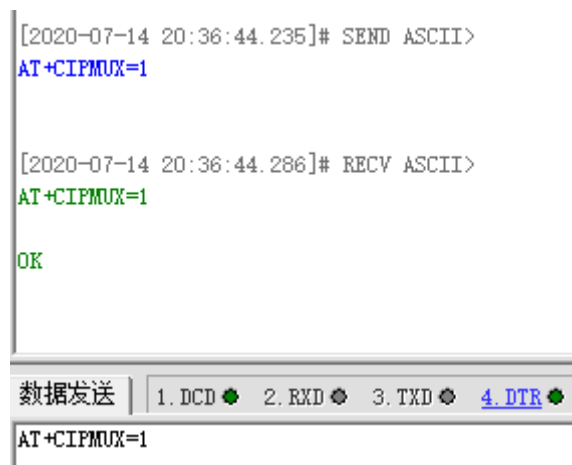 [2020-07-14 20:36:44.235]# SEND ASCII>
AT+CIPMUX=1
[2020-07-14 20:36:44.286]# RECV ASCII>
AT+CIPMUX=1
OK
数据发送 1. DCD 2. RXD 3. TXD 4. DTR
AT+CIPMUX=1